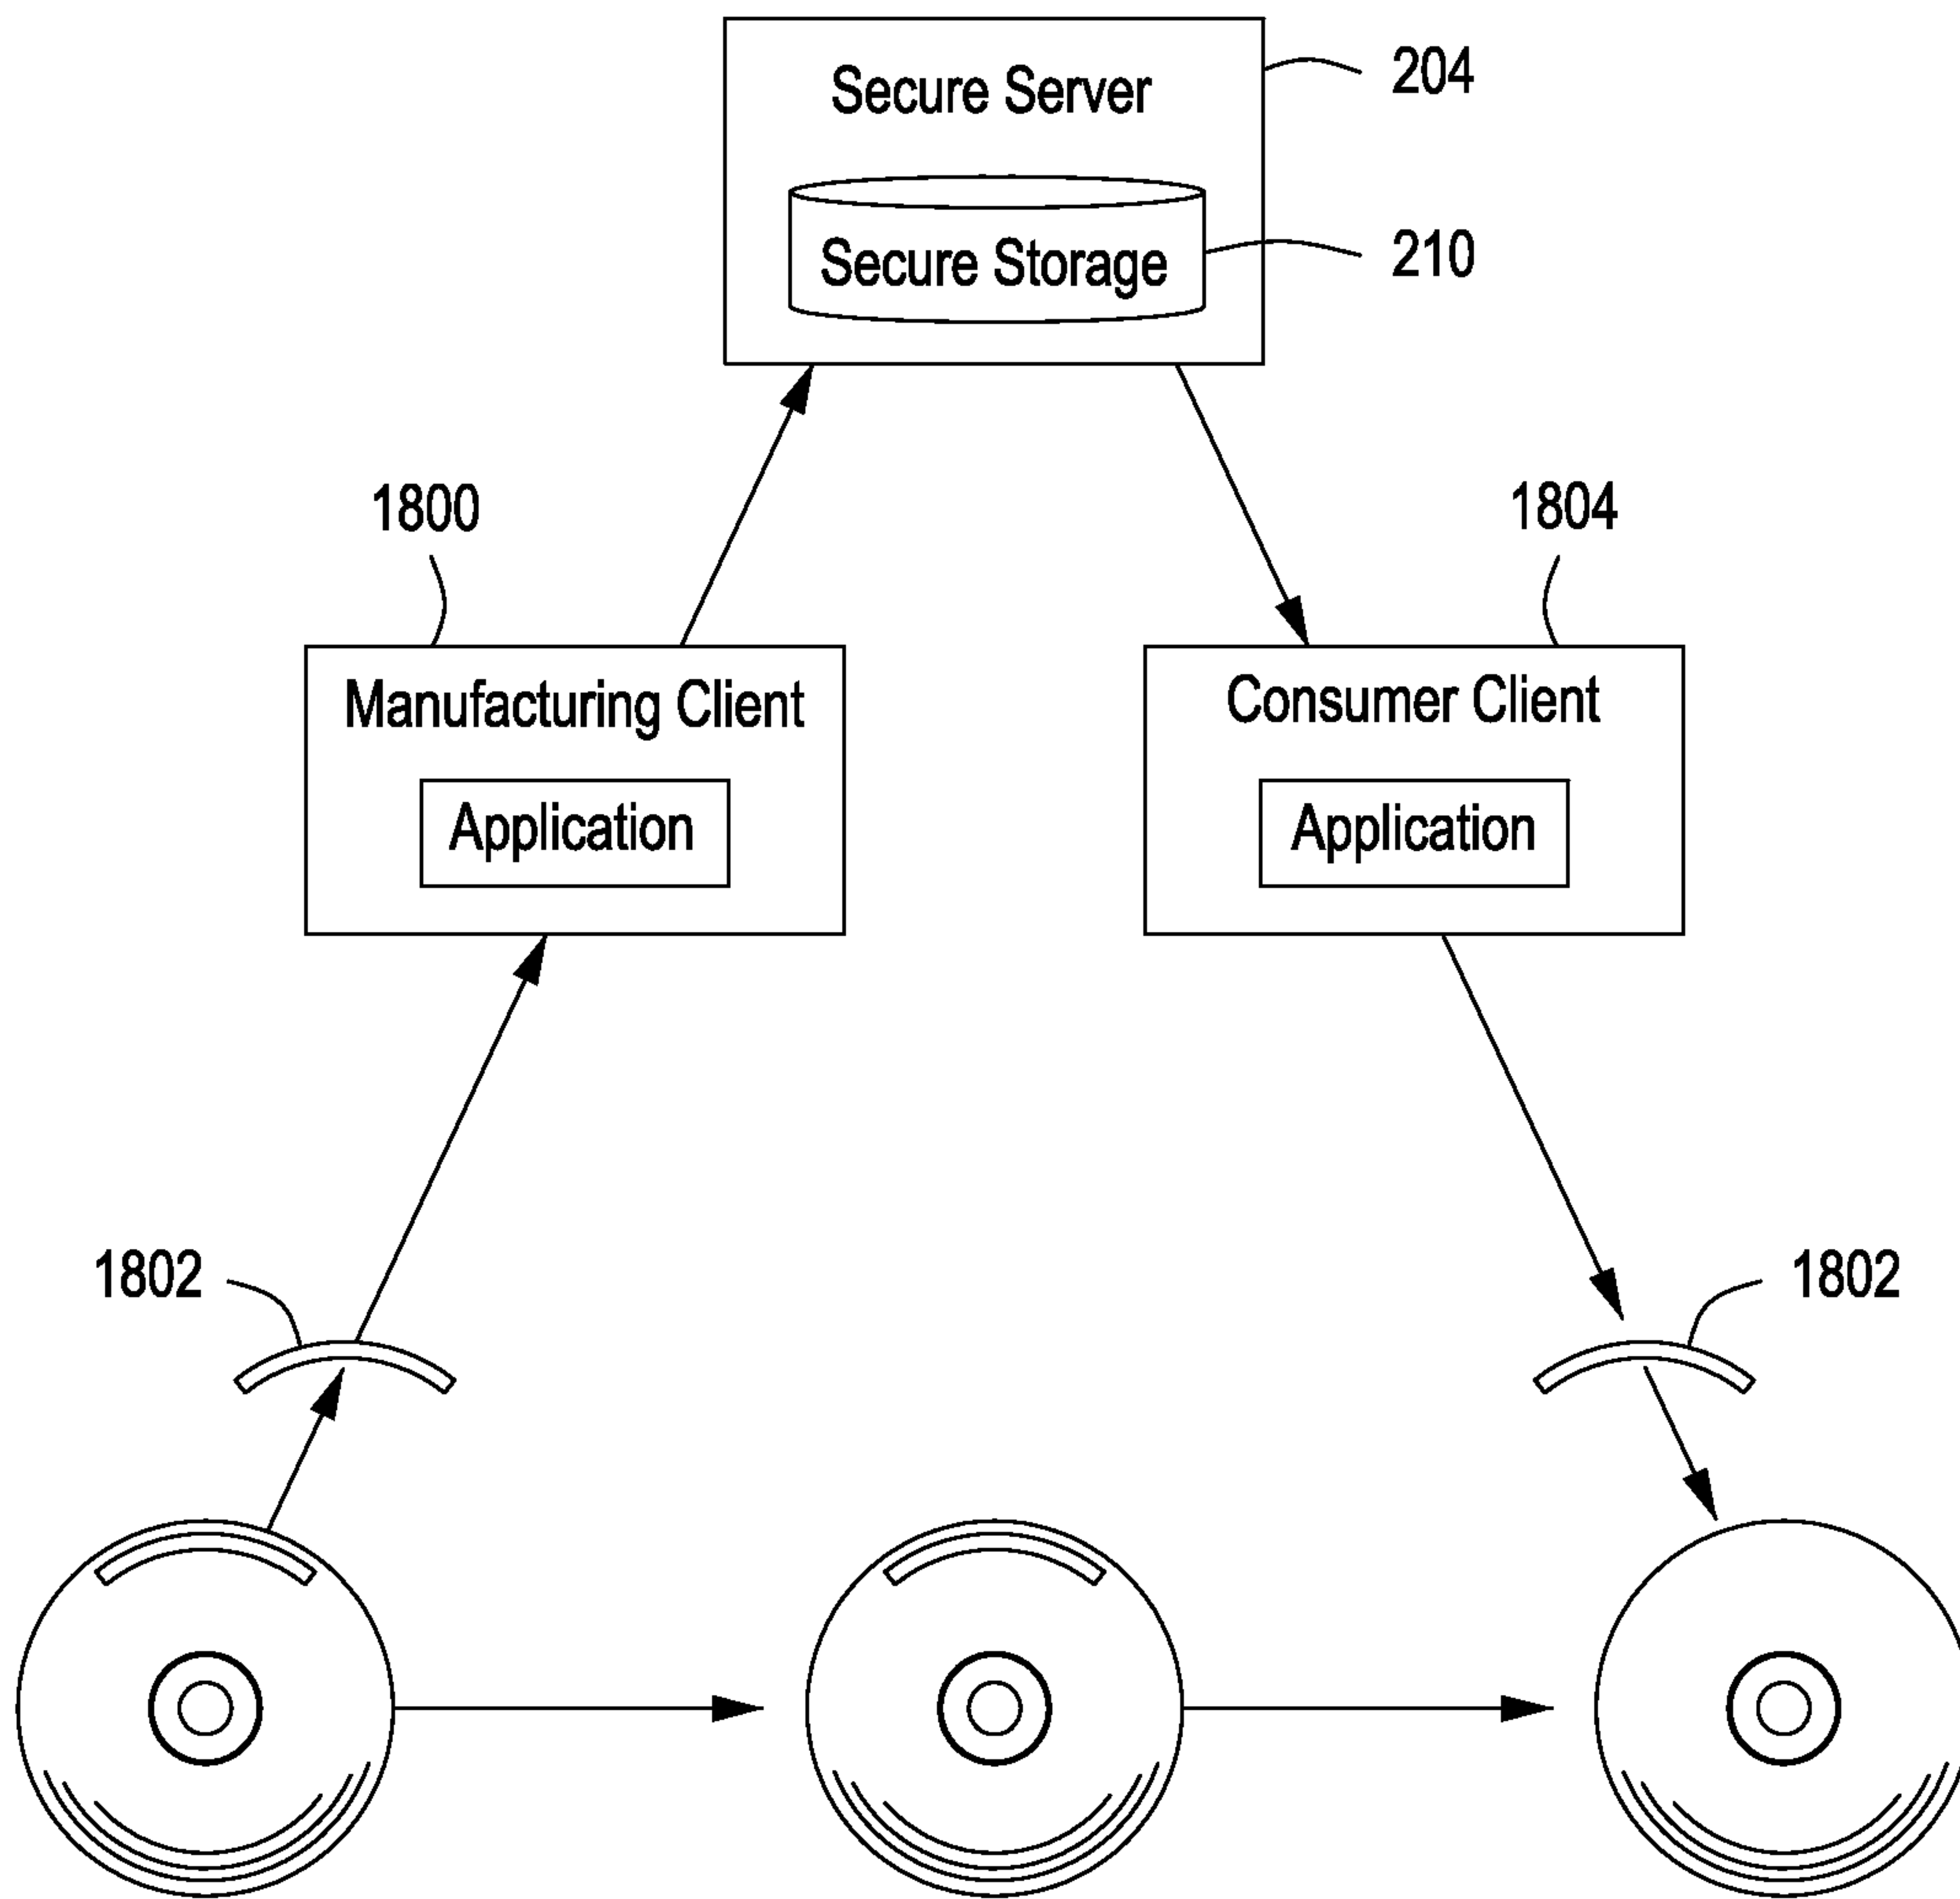 Secure Server
204
Secure Storage
210
1800
1804
Manufacturing Client
Consumer Client
Application
Application
1802
1802